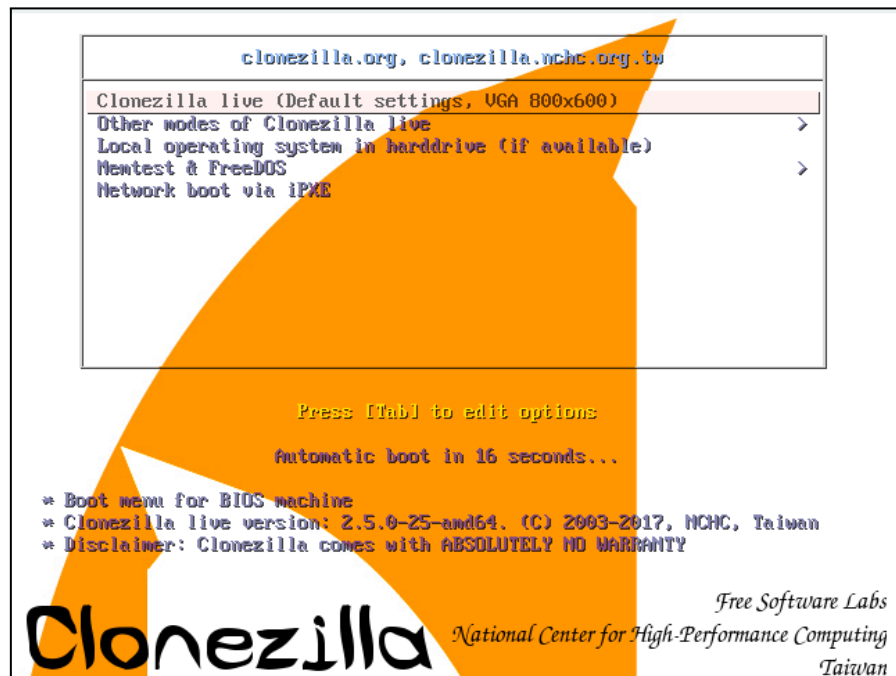 clonezilla.org, clonezilla.nchc.org.tw
Clonezilla live (Default settings, VGA 800x600)
Other modes of Clonezilla live >
Local operating system in harddrive (if available)
Memtest & FreeDOS >
Network boot via iPXE
Press [Tab] to edit options
Automatic boot in 16 seconds...
* Boot menu for BIOS machine
* Clonezilla live version: 2.5.0-25-amd64. (C) 2003-2017, NCHC, Taiwan
* Disclaimer: Clonezilla comes with ABSOLUTELY NO WARRANTY
Free Software Labs
Clonezilla National Center for High-Performance Computing
Taiwan